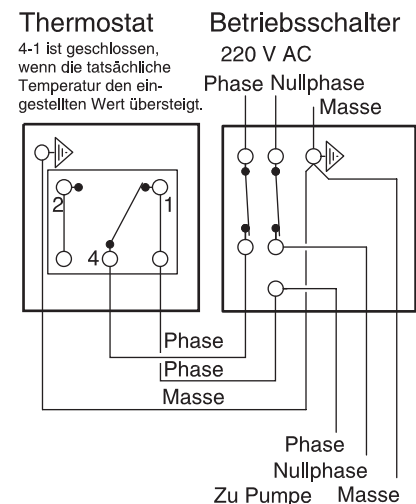 Thermostat
4-1 ist geschlossen,
wenn die tatsächliche
Temperatur den ein-
gestellten Wert übersteigt.
Betriebsschalter
220 V AC
Phase Nullphase
Masse
2
1
4
Phase
Phase
Masse
Phase
Nullphase
Zu Pumpe Masse